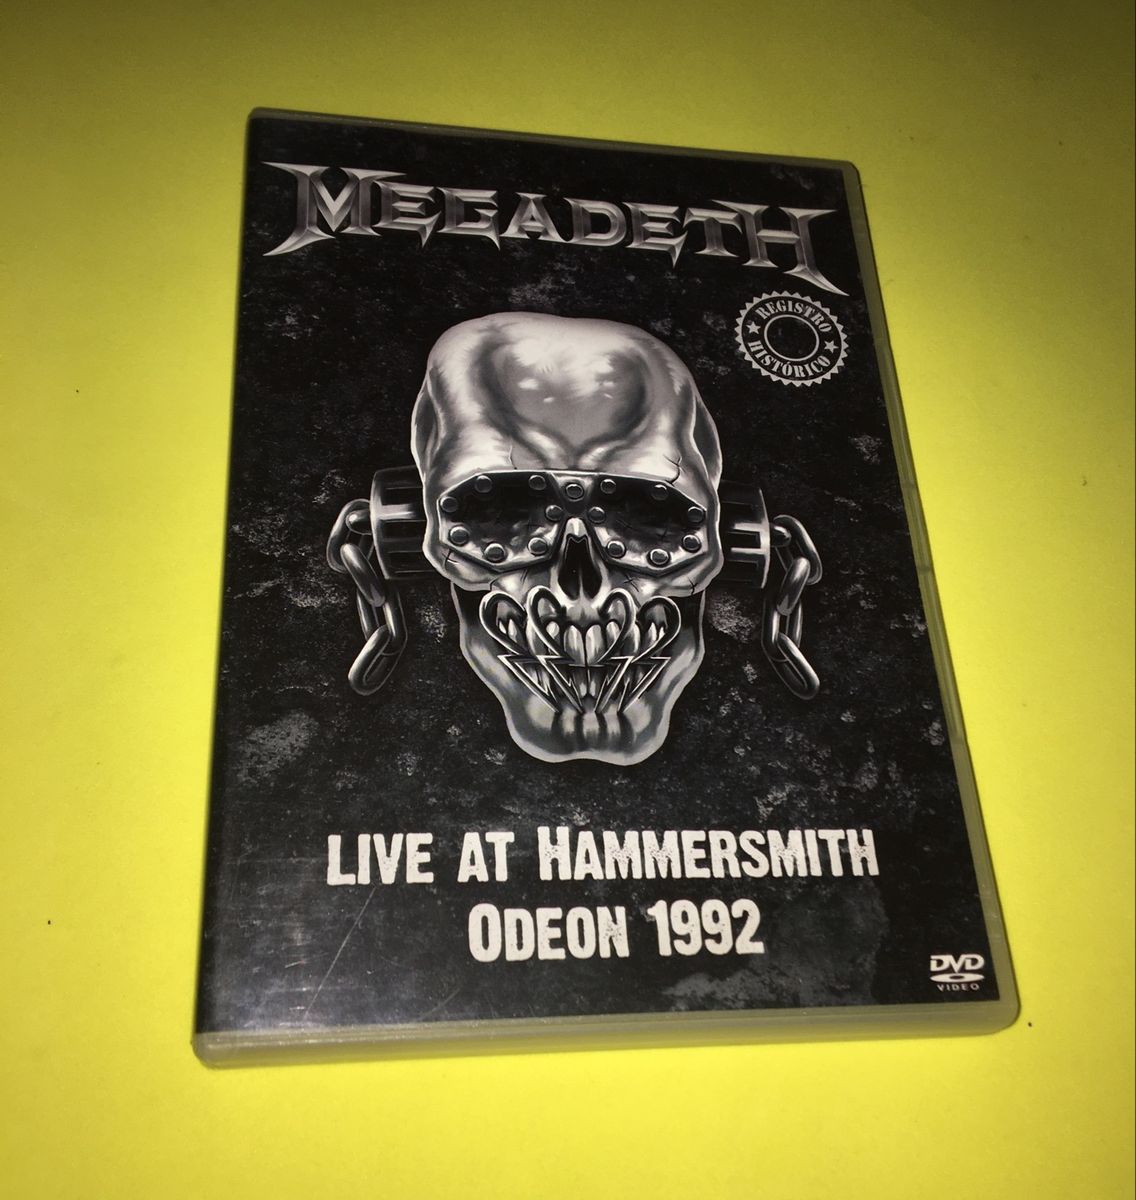 MEGADETH
REGISTRO
HISTÓRICO
LIVE AT HAMMERSMITH
ODEON 1992
DVD
VIDEO